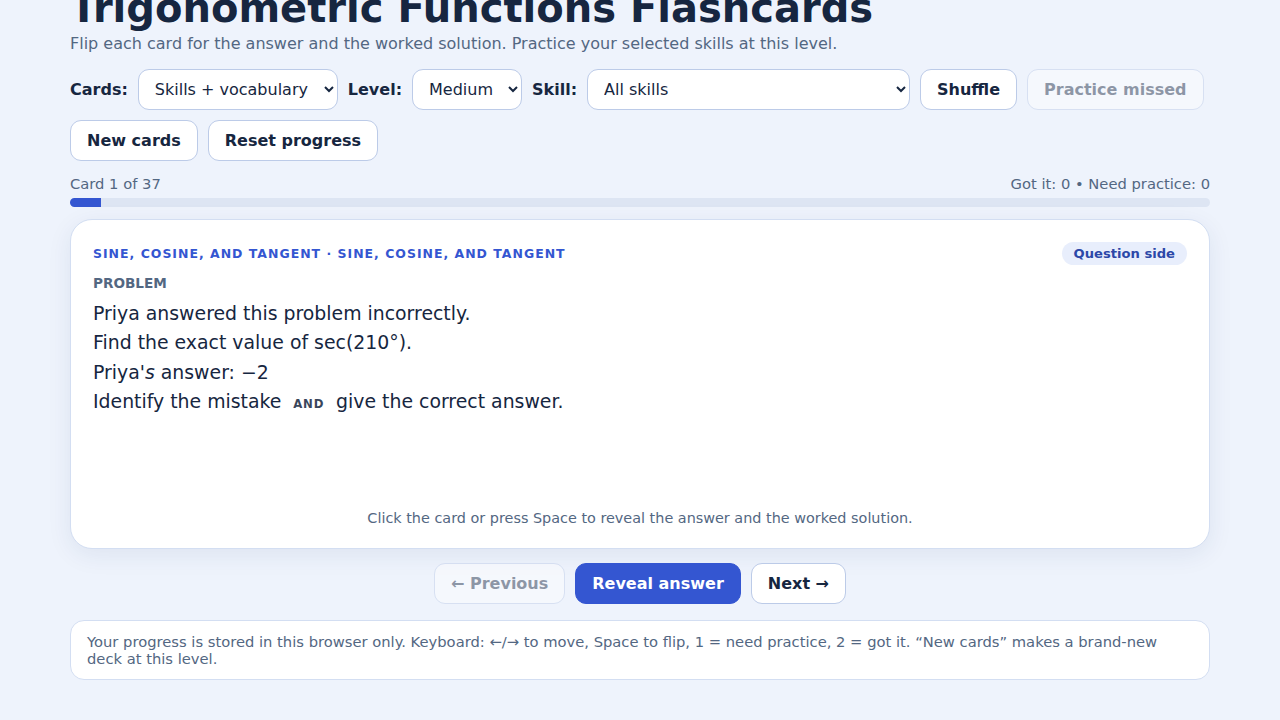 Trigonometric Functions Flashcards
Flip each card for the answer and the worked solution. Practice your selected skills at this level.
Cards: Skills + vocabulary Level: Medium Skill: All skills Shuffle Practice missed
New cards Reset progress
Card 1 of 37 Got it: 0 • Need practice: 0
SINE, COSINE, AND TANGENT · SINE, COSINE, AND TANGENT Question side
PROBLEM
Priya answered this problem incorrectly.
Find the exact value of sec(210°).
Priya's answer: −2
Identify the mistake AND give the correct answer.
Click the card or press Space to reveal the answer and the worked solution.
← Previous Reveal answer Next →
Your progress is stored in this browser only. Keyboard: ←/→ to move, Space to flip, 1 = need practice, 2 = got it. “New cards” makes a brand-new
deck at this level.